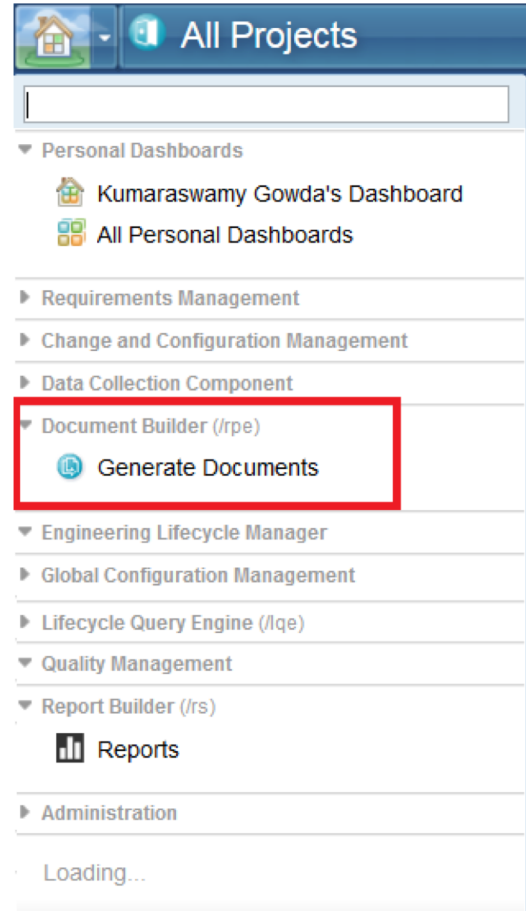 All Projects
Personal Dashboards
Kumaraswamy Gowda's Dashboard
All Personal Dashboards
Requirements Management
Change and Configuration Management
Data Collection Component
Document Builder (/rpe)
Generate Documents
Engineering Lifecycle Manager
Global Configuration Management
Lifecycle Query Engine (/lqe)
Quality Management
Report Builder (/rs)
Reports
Administration
Loading...